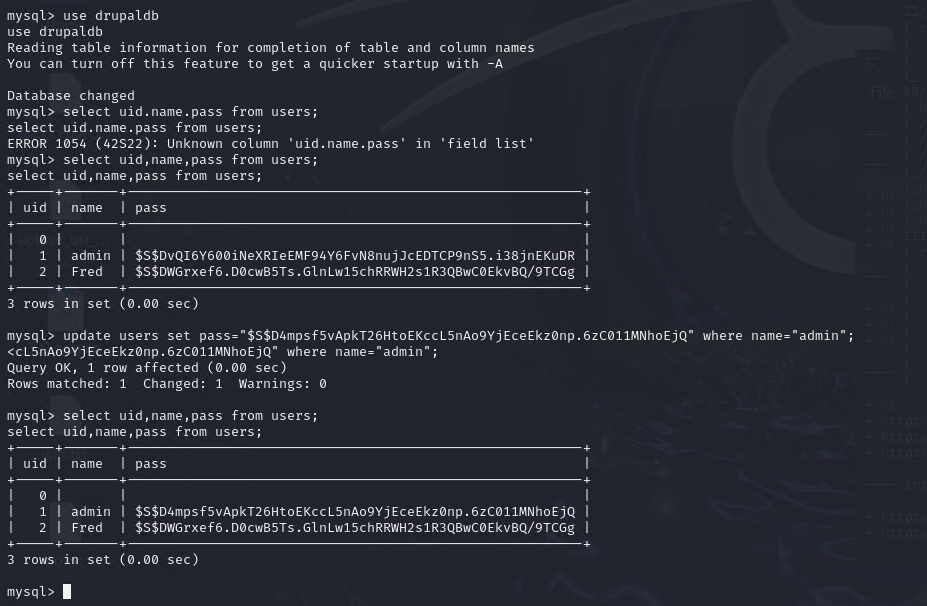 mysql> use drupaldb
use drupaldb
Reading table information for completion of table and column names
You can turn off this feature to get a quicker startup with -A
Database changed
mysql> select uid.name.pass from users;
select uid.name.pass from users;
ERROR 1054 (42S22): Unknown column 'uid.name.pass' in 'field list'
mysql> select uid,name,pass from users;
select uid,name,pass from users;
| uid | name | pass |
| 0 | | |
| 1 | admin | $S$DvQI6Y600iNeXRIeEMF94Y6FvN8nujJcEDTCP9nS5.i38jnEKuDR |
| 2 | Fred | $S$DWGrxef6.D0cwB5Ts.GlnLw15chRRWH2s1R3QBwC0EkvBQ/9TCGg |
3 rows in set (0.00 sec)
mysql> update users set pass="$S$D4mpsf5vApkT26HtoEKccL5nAo9YjEceEkz0np.6zC011MNhoEjQ" where name="admin";
<cL5nAo9YjEceEkz0np.6zC011MNhoEjQ" where name="admin";
Query OK, 1 row affected (0.00 sec)
Rows matched: 1  Changed: 1  Warnings: 0
mysql> select uid,name,pass from users;
select uid,name,pass from users;
| uid | name | pass |
| 0 | | |
| 1 | admin | $S$D4mpsf5vApkT26HtoEKccL5nAo9YjEceEkz0np.6zC011MNhoEjQ |
| 2 | Fred | $S$DWGrxef6.D0cwB5Ts.GlnLw15chRRWH2s1R3QBwC0EkvBQ/9TCGg |
3 rows in set (0.00 sec)
mysql>